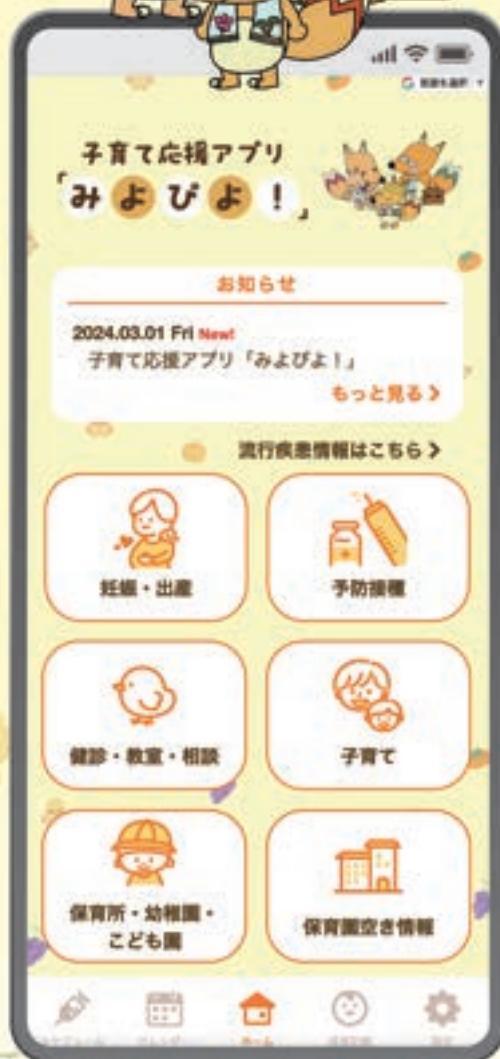 子育て応援アプリ
「みよぴよ！」
お知らせ
2024.03.01 Fri New!
子育て応援アプリ「みよぴよ！」
もっと見る
流行疾患情報はこちら
妊娠・出産
予防接種
健診・教室・相談
子育て
保育所・幼稚園・
こども園
保育園空き情報
ホーム